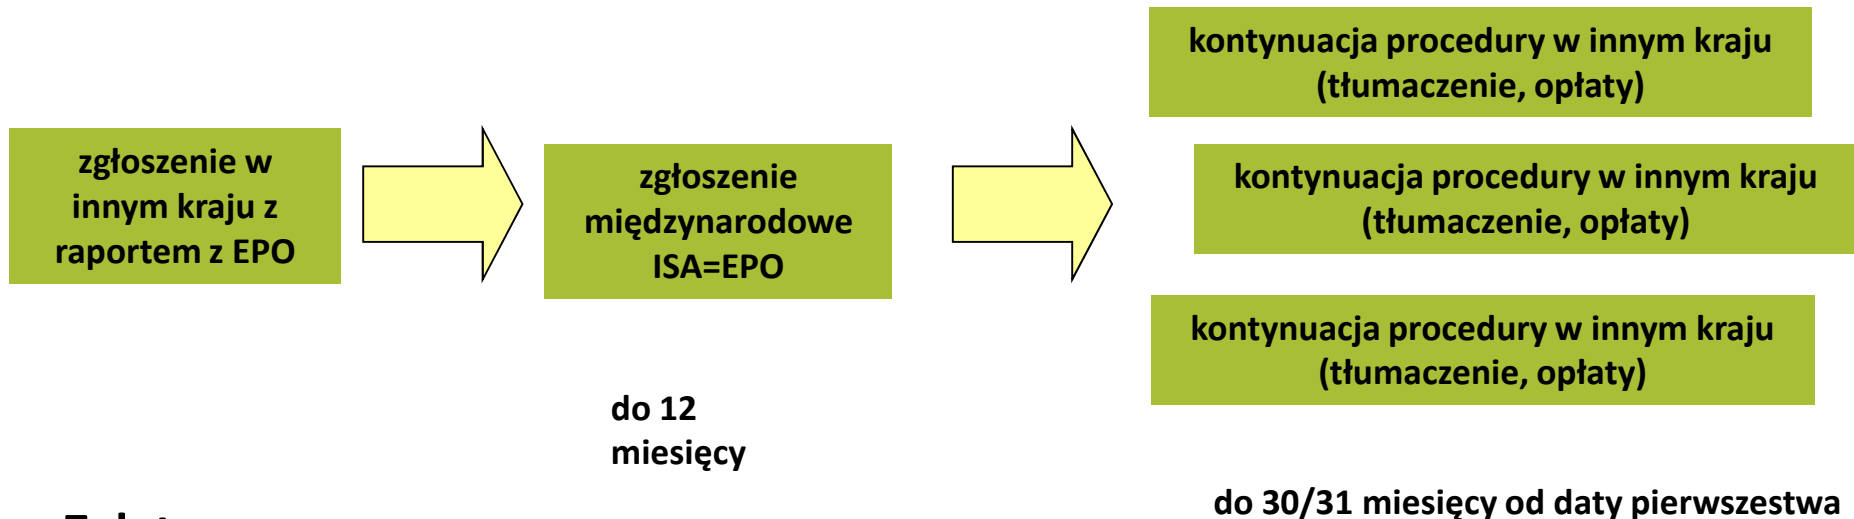 zgłoszenie w
innym kraju z
raportem z EPO
zgłoszenie
międzynarodowe
ISA=EPO
do 12
miesięcy
kontynuacja procedury w innym kraju
(tłumaczenie, opłaty)
kontynuacja procedury w innym kraju
(tłumaczenie, opłaty)
kontynuacja procedury w innym kraju
(tłumaczenie, opłaty)
do 30/31 miesięcy od daty pierwszestwa